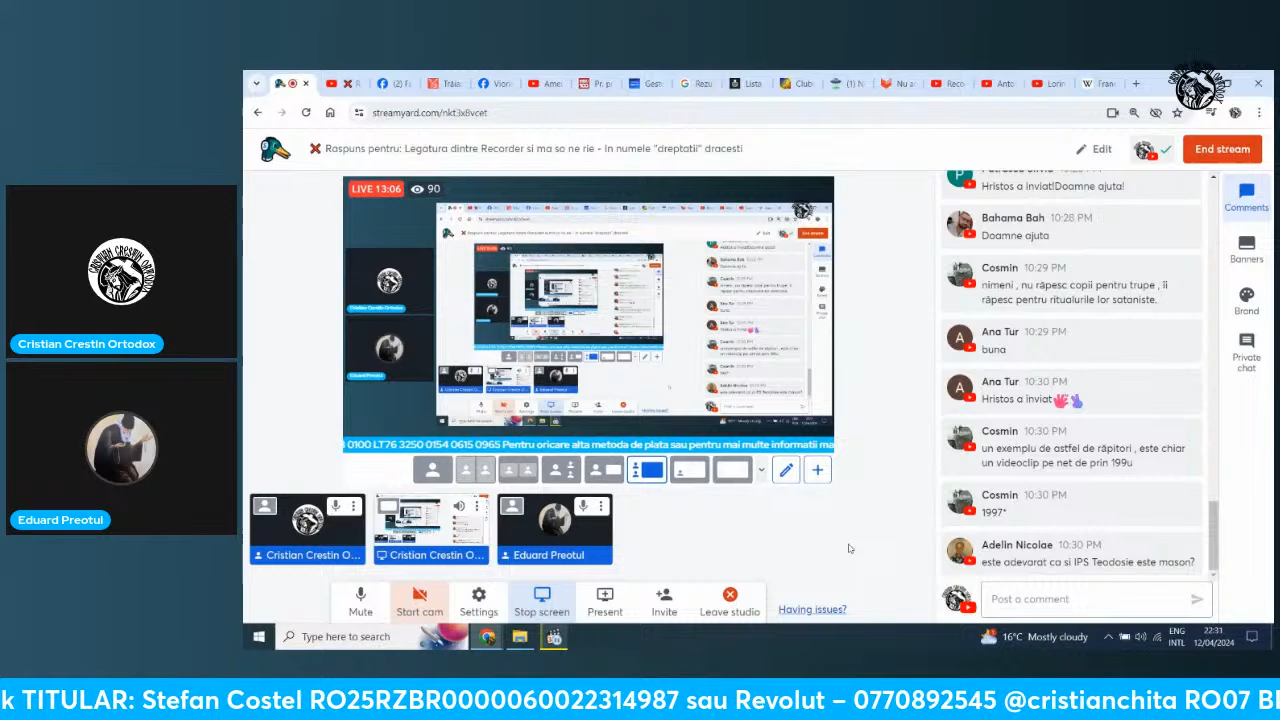 Cristian Crestin Ortodox
Eduard Preotul
streamyard.com/nkt3x8vcet
Raspuns pentru: Legatura dintre Recorder si ma so ne rie - In numele "dreptatii" dracesti
Edit
End stream
LIVE 13:06
90
0100 LT76 3250 0154 0615 0965 Pentru oricare alta metoda de plata sau pentru mai multe informatii ma
Cristian Crestin O...
Cristian Crestin O...
Eduard Preotul
Mute
Start cam
Settings
Stop screen
Present
Invite
Leave studio
Having issues?
Hristos a inviat!Doamne ajuta!
Bahama Bah 10:28 PM
Doamne ajuta
Cosmin 10:29 PM
nimeni , nu răpesc copii pentru trupe , îi
răpesc pentru ritualurile lor sataniste.
Ana Tur 10:29 PM
buna
Ana Tur 10:30 PM
Hristos a inviat
Cosmin 10:30 PM
un exemplu de astfel de răpitori , este chiar
un videoclip pe net de prin 199u
Cosmin 10:30 PM
1997*
Adelin Nicolae 10:30 PM
este adevarat ca si IPS Teodosie este mason?
Post a comment
Comments
Banners
Brand
Private
chat
Type here to search
16°C Mostly cloudy
ENG
INTL
22:31
12/04/2024
k TITULAR: Stefan Costel RO25RZBR0000060022314987 sau Revolut – 0770892545 @cristianchita RO07 B